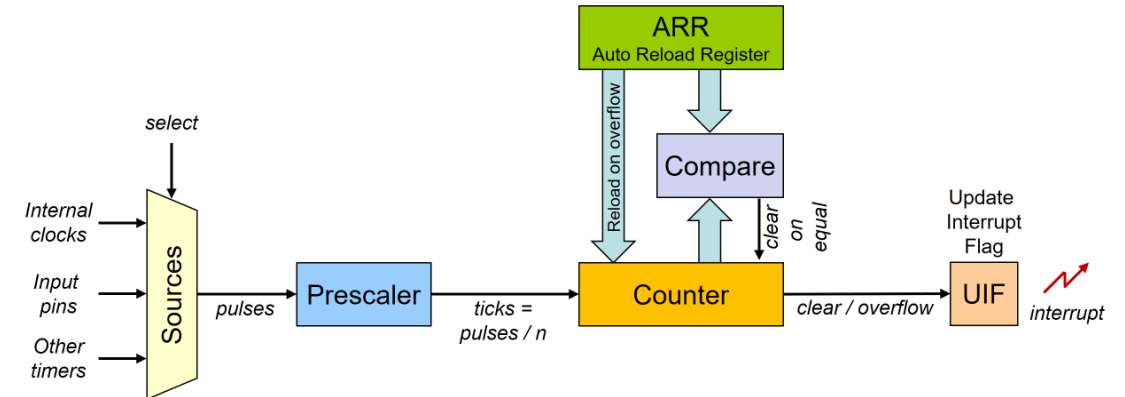 ARR
Auto Reload Register
Reload on overflow
select
Compare
clear
on
equal
Internal
clocks
Input
pins
Other
timers
Sources
pulses
Prescaler
ticks =
pulses / n
Counter
clear / overflow
Update
Interrupt
Flag
UIF
interrupt